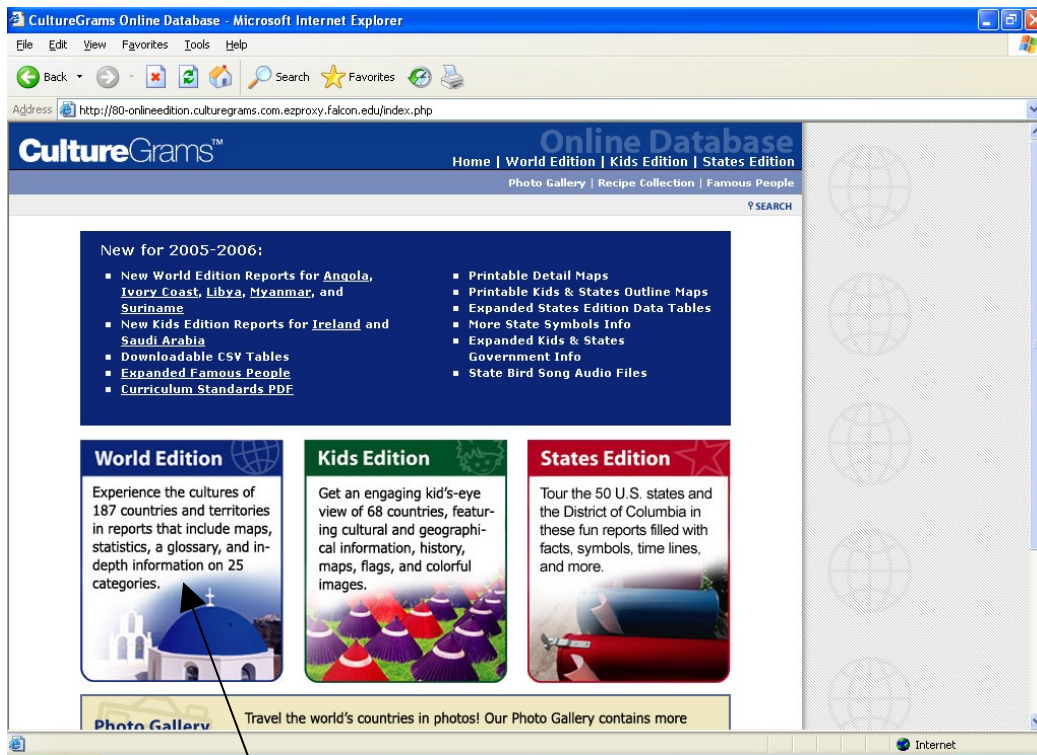 CultureGrams Online Database - Microsoft Internet Explorer
File Edit View Favorites Tools Help
Back Search Favorites
Address http://80-onlineedition.culturegrams.com.ezproxy.falcon.edu/index.php
CultureGrams™
Online Database
Home | World Edition | Kids Edition | States Edition
Photo Gallery | Recipe Collection | Famous People
SEARCH
New for 2005-2006:
New World Edition Reports for Angola,
Ivory Coast, Libya, Myanmar, and
Suriname
New Kids Edition Reports for Ireland and
Saudi Arabia
Downloadable CSV Tables
Expanded Famous People
Curriculum Standards PDF
Printable Detail Maps
Printable Kids & States Outline Maps
Expanded States Edition Data Tables
More State Symbols Info
Expanded Kids & States
Government Info
State Bird Song Audio Files
World Edition
Experience the cultures of
187 countries and territories
in reports that include maps,
statistics, a glossary, and in-
depth information on 25
categories.
Kids Edition
Get an engaging kid's-eye
view of 68 countries, featur-
ing cultural and geographi-
cal information, history,
maps, flags, and colorful
images.
States Edition
Tour the 50 U.S. states and
the District of Columbia in
these fun reports filled with
facts, symbols, time lines,
and more.
Photo Gallery
Travel the world's countries in photos! Our Photo Gallery contains more
Internet